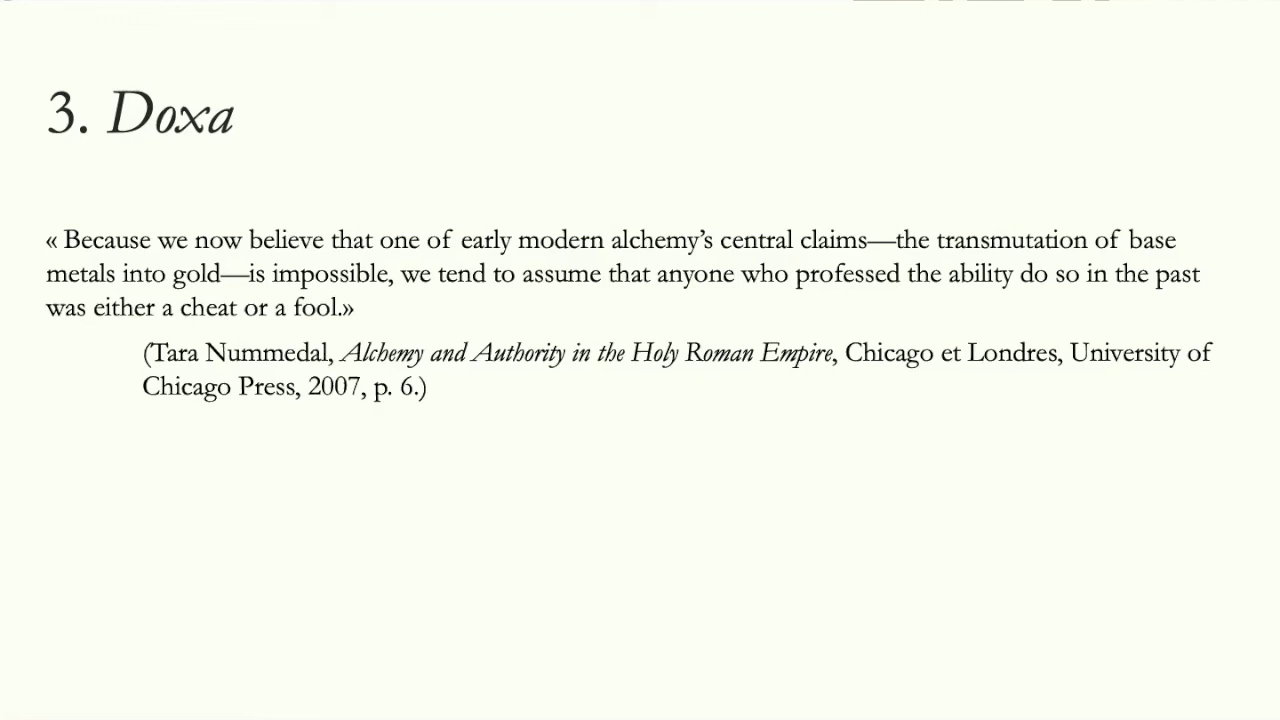 3. Doxa
« Because we now believe that one of early modern alchemy’s central claims—the transmutation of base
metals into gold—is impossible, we tend to assume that anyone who professed the ability do so in the past
was either a cheat or a fool.»
(Tara Nummedal, Alchemy and Authority in the Holy Roman Empire, Chicago et Londres, University of
Chicago Press, 2007, p. 6.)